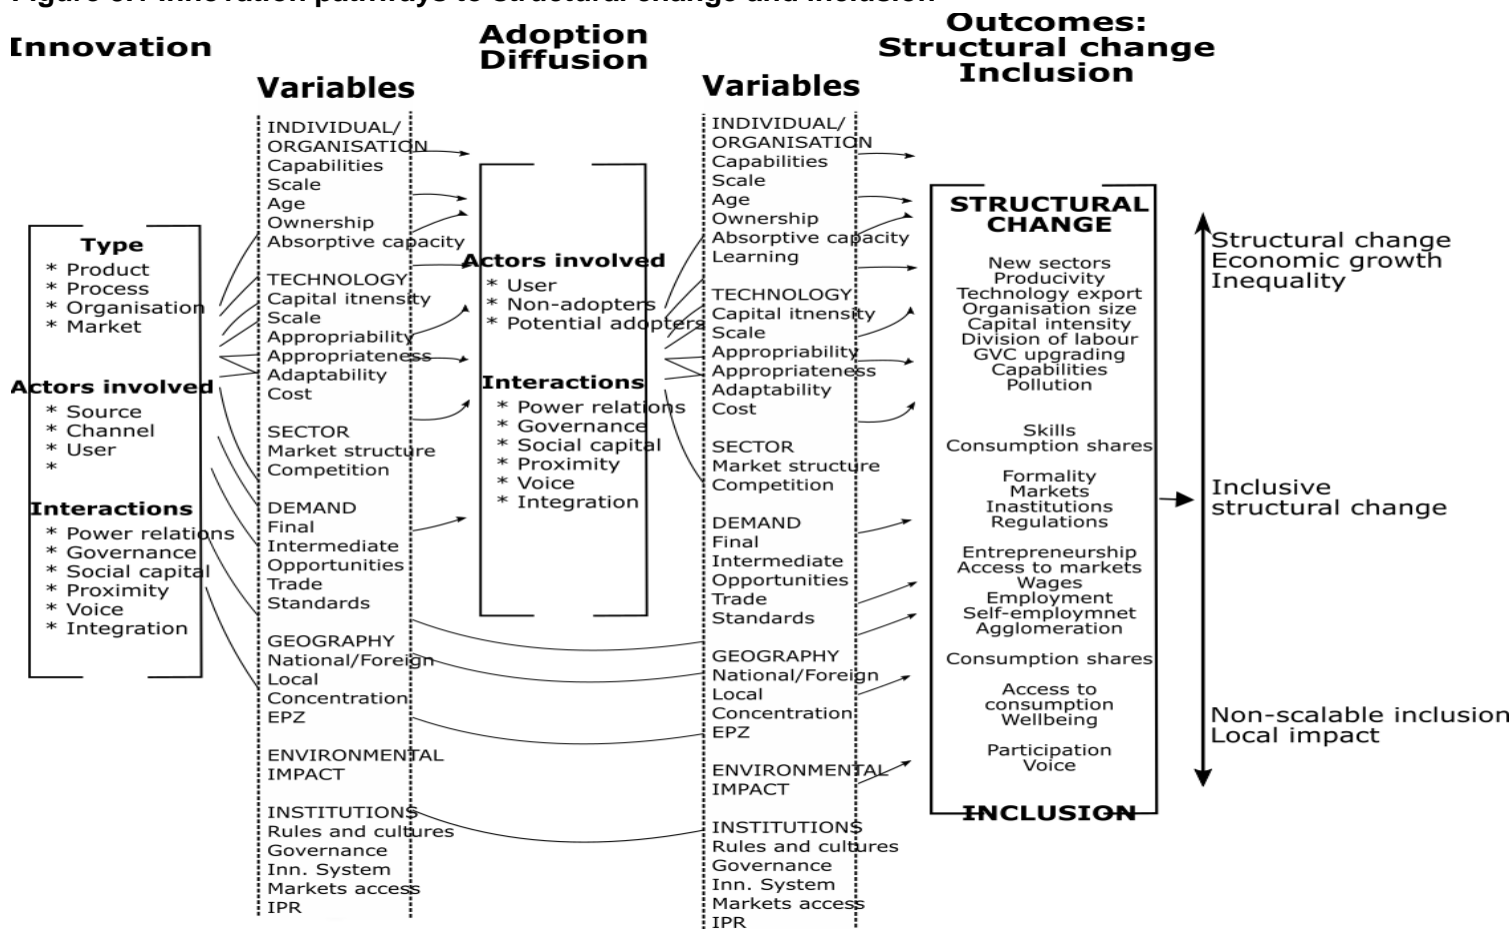 Innovation
Type
* Product
* Process
* Organisation
* Market
Actors involved
* Source
* Channel
* User
*
Interactions
* Power relations
* Governance
* Social capital
* Proximity
* Voice
* Integration
Variables
INDIVIDUAL/
ORGANISATION
Capabilities
Scale
Age
Ownership
Absorptive capacity
TECHNOLOGY
Capital itnensity
Scale
Appropriability
Appropriateness
Adaptability
Cost
SECTOR
Market structure
Competition
DEMAND
Final
Intermediate
Opportunities
Trade
Standards
GEOGRAPHY
National/Foreign
Local
Concentration
EPZ
ENVIRONMENTAL
IMPACT
INSTITUTIONS
Rules and cultures
Governance
Inn. System
Markets access
IPR
Adoption
Diffusion
Actors involved
* User
* Non-adopters
* Potential adopters
Interactions
* Power relations
* Governance
* Social capital
* Proximity
* Voice
* Integration
Variables
INDIVIDUAL/
ORGANISATION
Capabilities
Scale
Age
Ownership
Absorptive capacity
Learning
TECHNOLOGY
Capital itnensity
Scale
Appropriability
Appropriateness
Adaptability
Cost
SECTOR
Market structure
Competition
DEMAND
Final
Intermediate
Opportunities
Trade
Standards
GEOGRAPHY
National/Foreign
Local
Concentration
EPZ
ENVIRONMENTAL
IMPACT
INSTITUTIONS
Rules and cultures
Governance
Inn. System
Markets access
IPR
Outcomes:
Structural change
Inclusion
STRUCTURAL
CHANGE
New sectors
Producivity
Technology export
Organisation size
Capital intensity
Division of labour
GVC upgrading
Capabilities
Pollution
Skills
Consumption shares
Formality
Markets
Inastitutions
Regulations
Entrepreneurship
Access to markets
Wages
Employment
Self-employmnet
Agglomeration
Consumption shares
Access to
consumption
Wellbeing
Participation
Voice
INCLUSION
Structural change
Economic growth
Inequality
Inclusive
structural change
Non-scalable inclusion
Local impact